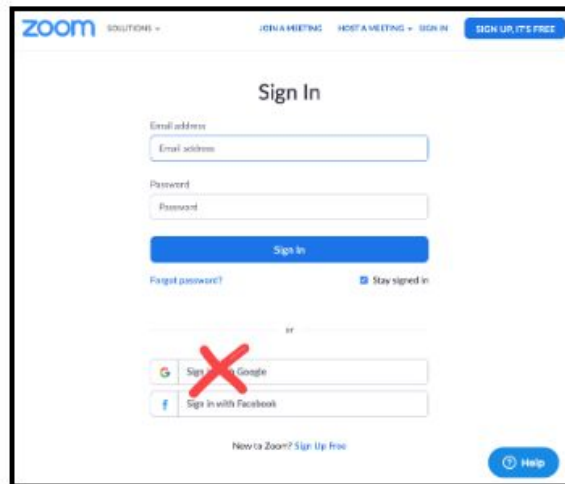 zoom SOLUTIONS JOIN A MEETING HOST A MEETING SIGN IN SIGN UP, IT'S FREE
Sign In
Email address
Email address
Password
Password
Sign In
Forgot password? Stay signed in
or
G Sign Google
f Sign in with Facebook
New to Zoom? Sign Up Free
? Help